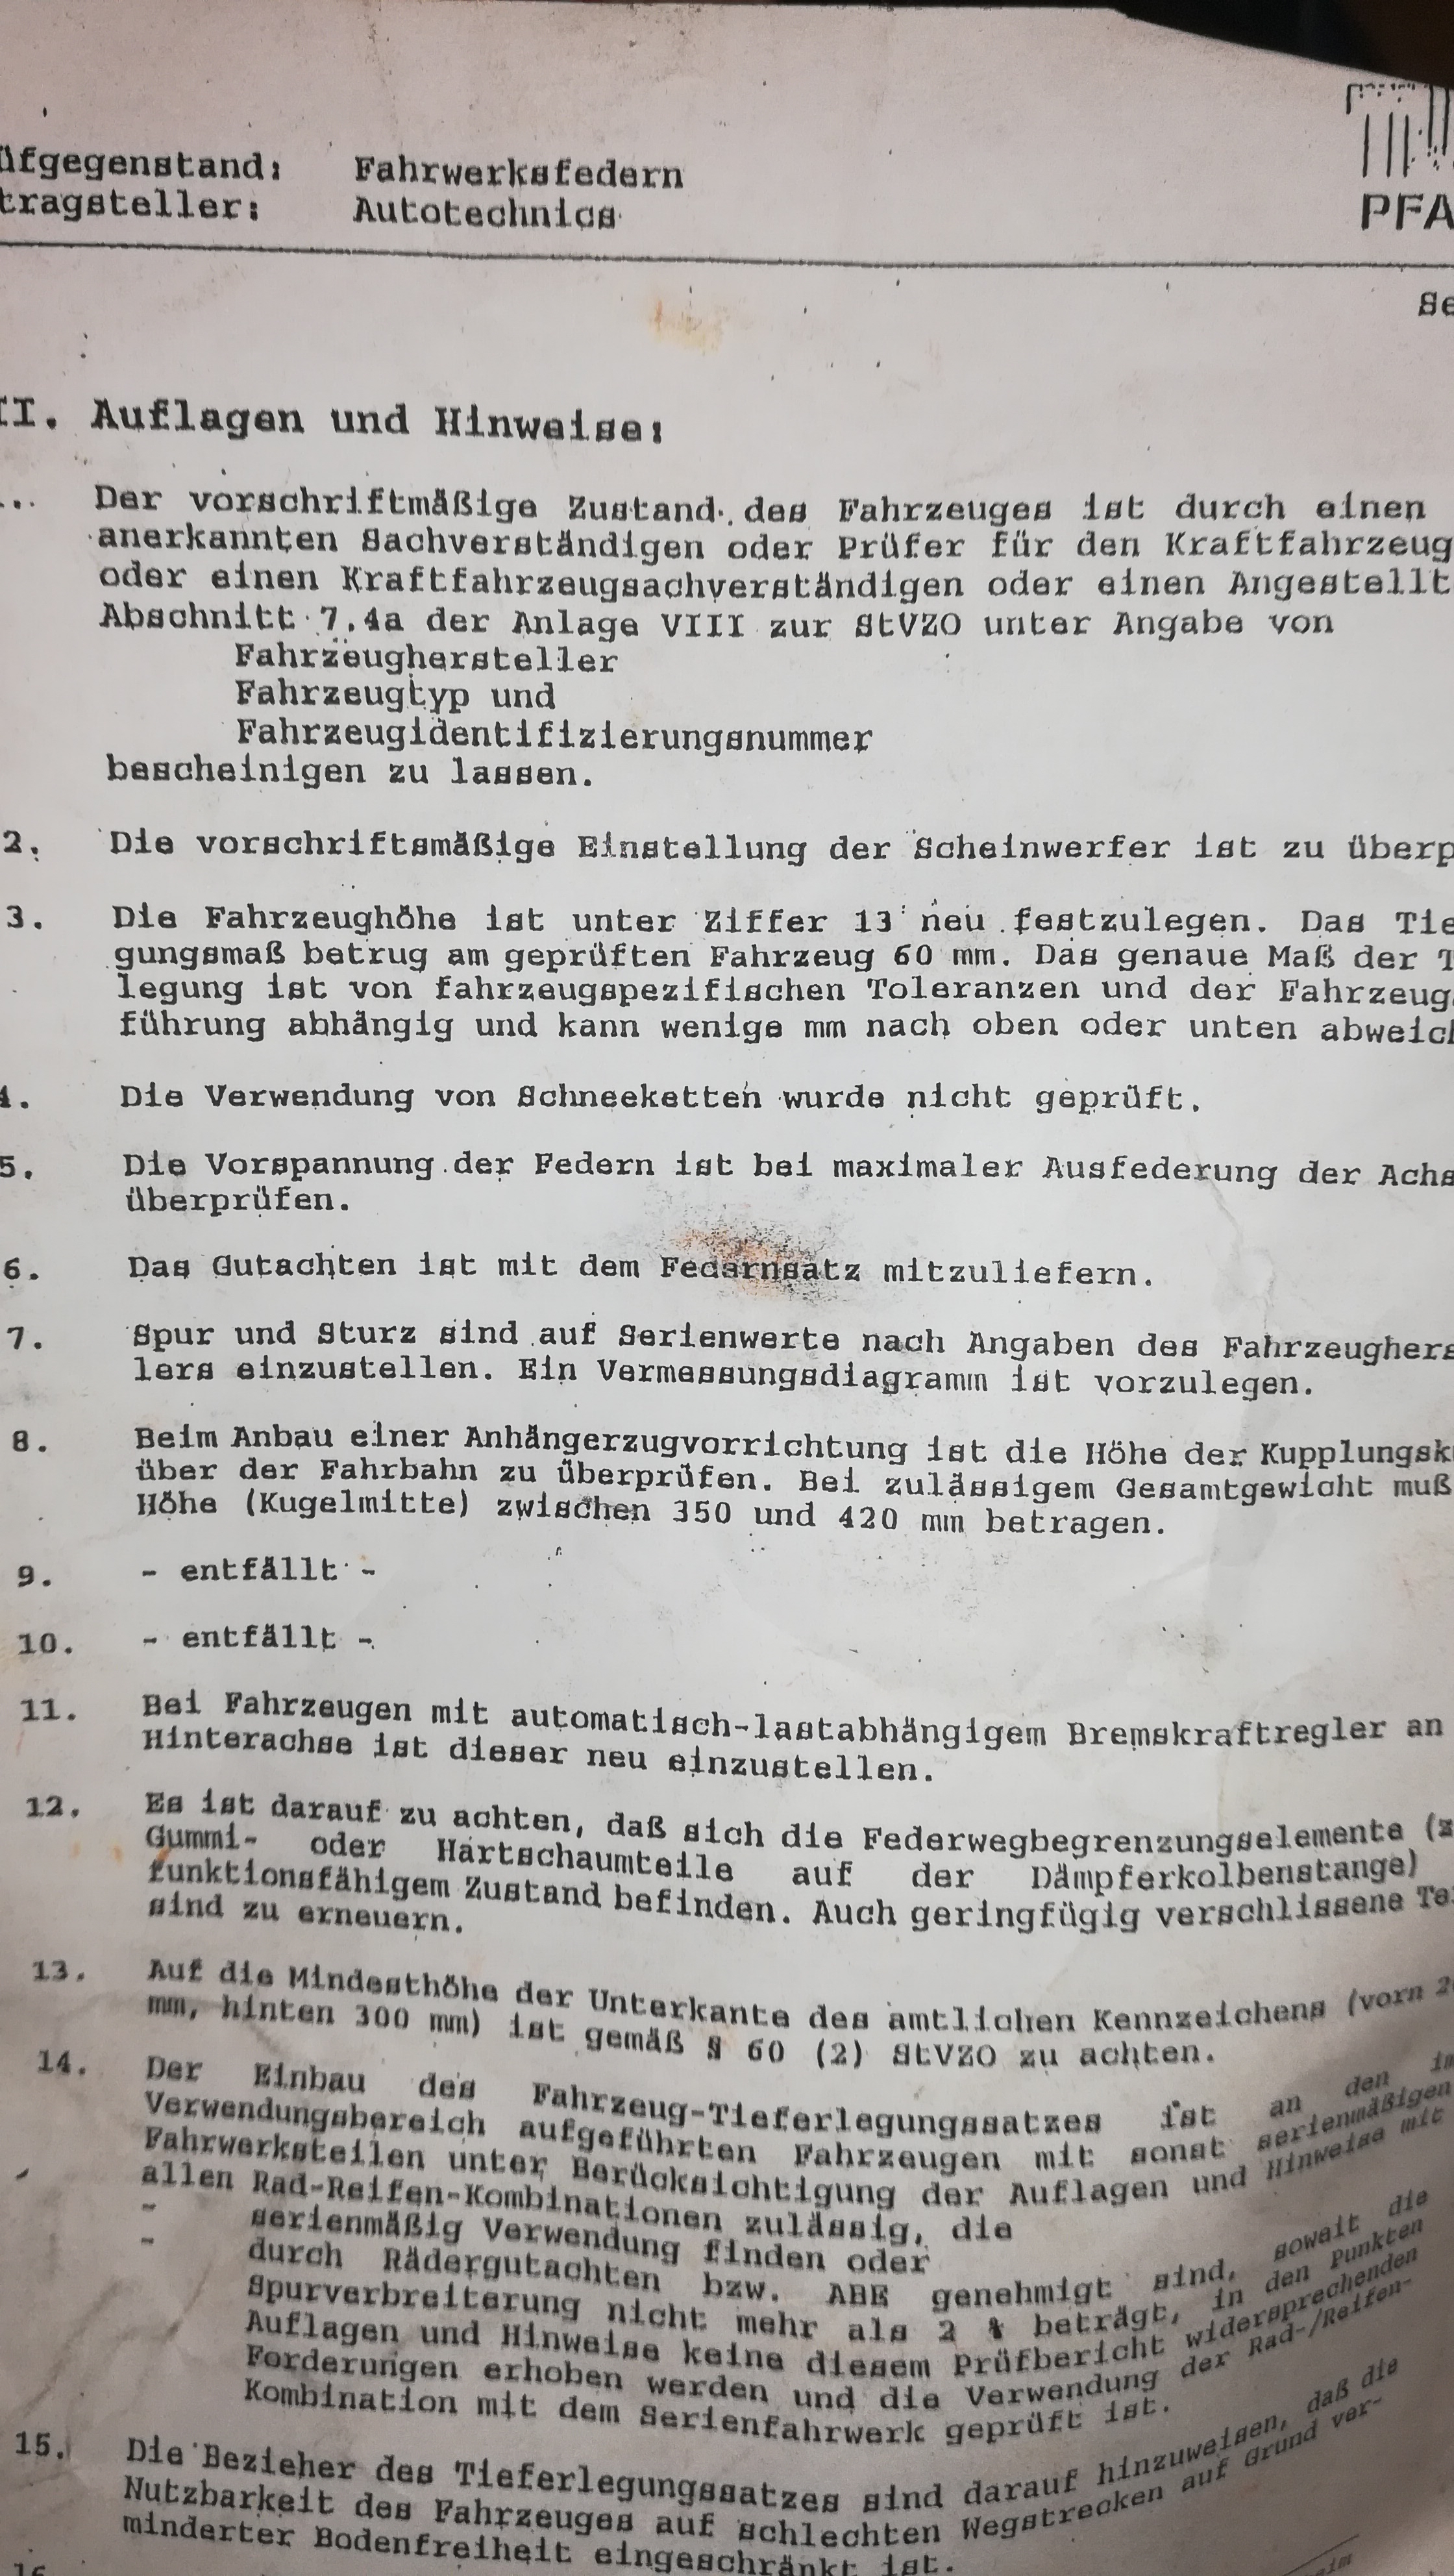 üfgegenstand: Fahrwerksfedern
tragsteller: Autotechnics
PFA
Se
II. Auflagen und Hinweise:
Der vorschriftmäßige Zustand des Fahrzeuges ist durch einen
anerkannten Sachverständigen oder Prüfer für den Kraftfahrzeug
oder einen Kraftfahrzeugsachverständigen oder einen Angestellt
Abschnitt 7.4a der Anlage VIII zur StVZO unter Angabe von
Fahrzeughersteller
Fahrzeugtyp und
Fahrzeugidentifizierungsnummer
bescheinigen zu lassen.
2. Die vorschriftsmäßige Einstellung der Scheinwerfer ist zu überp
3. Die Fahrzeughöhe ist unter Ziffer 13 neu festzulegen. Das Tie
gungsmaß betrug am geprüften Fahrzeug 60 mm. Das genaue Maß der T
legung ist von fahrzeugspezifischen Toleranzen und der Fahrzeug
führung abhängig und kann wenige mm nach oben oder unten abweich
4. Die Verwendung von Schneeketten wurde nicht geprüft.
5. Die Vorspannung der Federn ist bei maximaler Ausfederung der Achs
überprüfen.
6. Das Gutachten ist mit dem Federnsatz mitzuliefern.
7. Spur und Sturz sind auf Serienwerte nach Angaben des Fahrzeughers
lers einzustellen. Ein Vermessungsdiagramm ist vorzulegen.
8. Beim Anbau einer Anhängerzugvorrichtung ist die Höhe der Kupplungsk
über der Fahrbahn zu überprüfen. Bei zulässigem Gesamtgewicht muß
Höhe (Kugelmitte) zwischen 350 und 420 mm betragen.
9. - entfällt -
10. - entfällt -
11. Bei Fahrzeugen mit automatisch-lastabhängigem Bremskraftregler an
Hinterachse ist dieser neu einzustellen.
12. Es ist darauf zu achten, daß sich die Federwegbegrenzungselemente (z
Gummi- oder Hartschaumteile auf der Dämpferkolbenstange)
funktionsfähigem Zustand befinden. Auch geringfügig verschlissene Te
sind zu erneuern.
13. Auf die Mindesthöhe der Unterkante des amtlichen Kennzeichens (vorn 2
mm, hinten 300 mm) ist gemäß § 60 (2) StVZO zu achten.
14. Der Einbau des Fahrzeug-Tieferlegungssatzes ist an den im
Verwendungsbereich aufgeführten Fahrzeugen mit sonst serienmäßigen
Fahrwerksteilen unter Berücksichtigung der Auflagen und Hinweise mit
allen Rad-Reifen-Kombinationen zulässig, die
- serienmäßig Verwendung finden oder
- durch Rädergutachten bzw. ABE genehmigt sind, soweit die
Spurverbreiterung nicht mehr als 2 % beträgt, in den Punkten
Auflagen und Hinweise keine diesem Prüfbericht widersprechenden
Forderungen erhoben werden und die Verwendung der Rad-/Reifen-
Kombination mit dem Serienfahrwerk geprüft ist.
15. Die Bezieher des Tieferlegungssatzes sind darauf hinzuweisen, daß die
Nutzbarkeit des Fahrzeuges auf schlechten Wegstrecken auf Grund ver-
minderter Bodenfreiheit eingeschränkt ist.
16